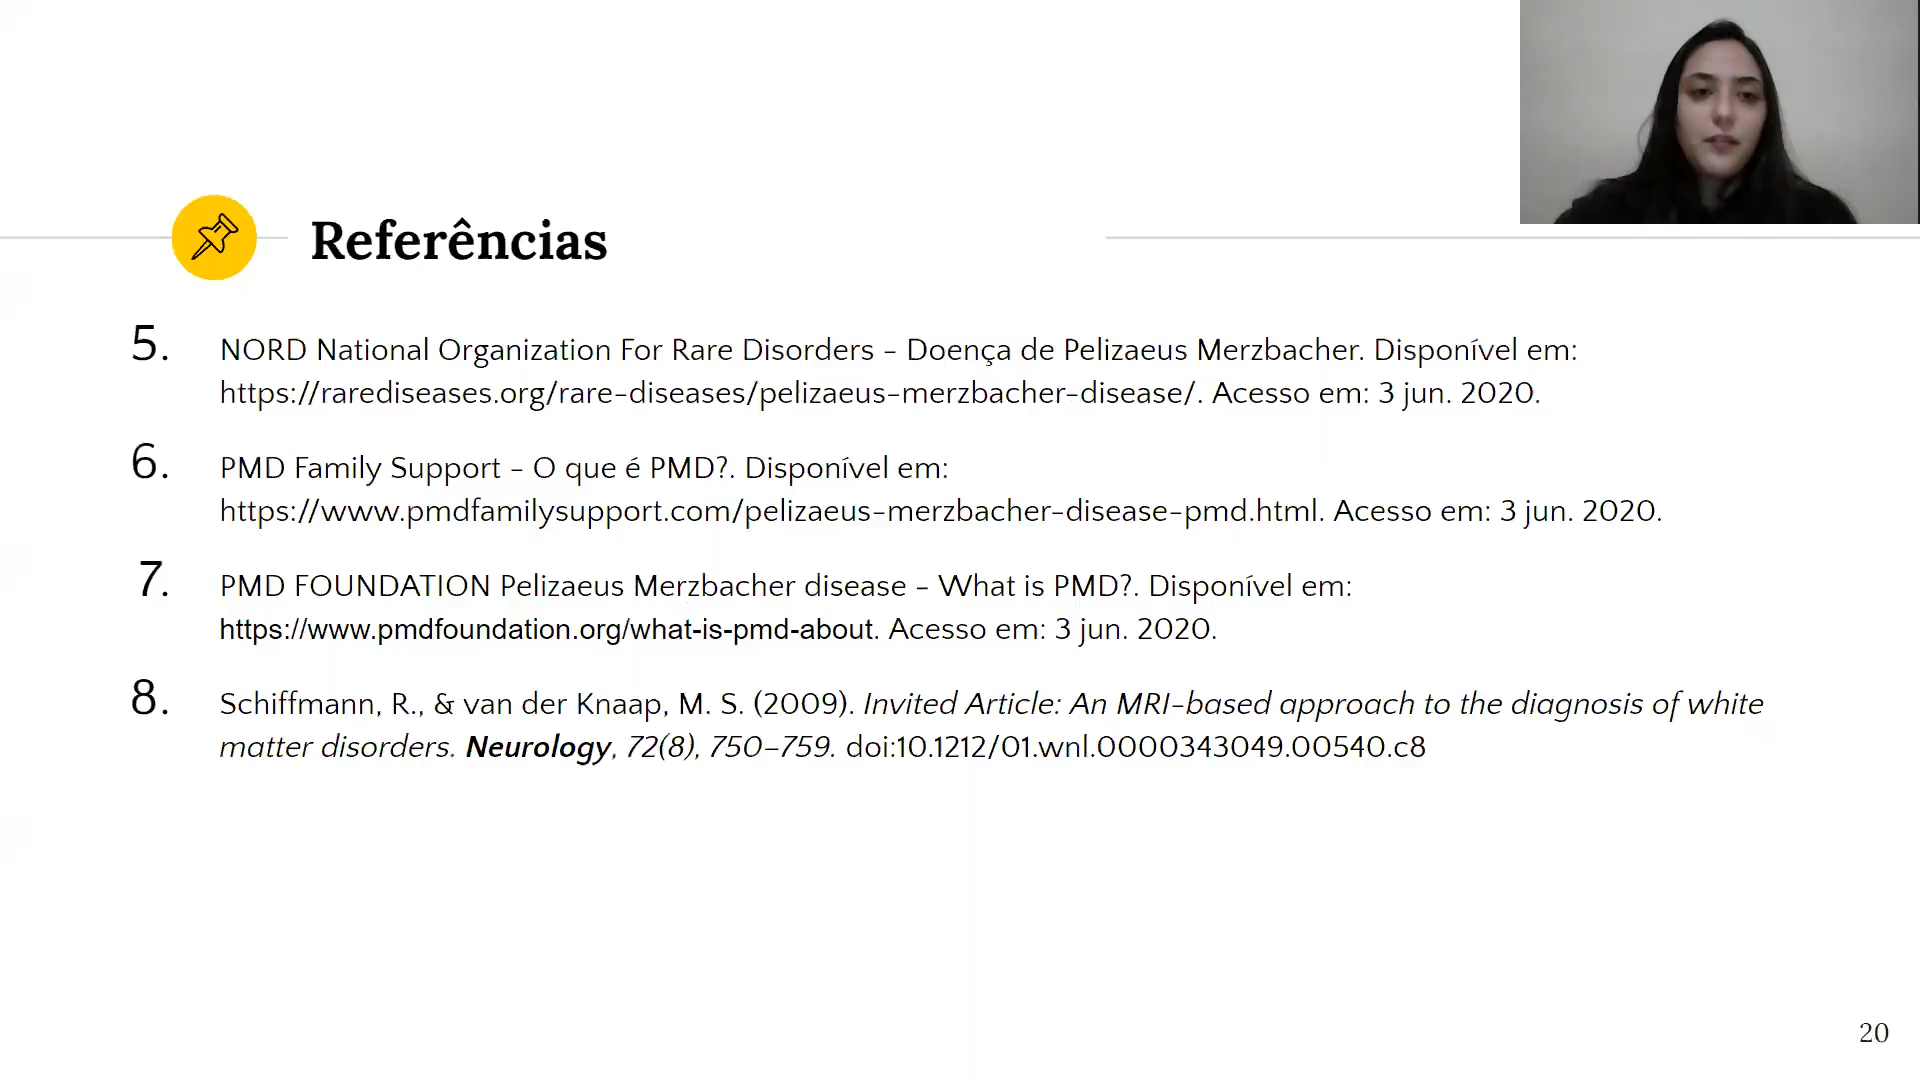 Referências
5. NORD National Organization For Rare Disorders - Doença de Pelizaeus Merzbacher. Disponível em:
https://rarediseases.org/rare-diseases/pelizaeus-merzbacher-disease/. Acesso em: 3 jun. 2020.
6. PMD Family Support - O que é PMD?. Disponível em:
https://www.pmdfamilysupport.com/pelizaeus-merzbacher-disease-pmd.html. Acesso em: 3 jun. 2020.
7. PMD FOUNDATION Pelizaeus Merzbacher disease - What is PMD?. Disponível em:
https://www.pmdfoundation.org/what-is-pmd-about. Acesso em: 3 jun. 2020.
8. Schiffmann, R., & van der Knaap, M. S. (2009). Invited Article: An MRI-based approach to the diagnosis of white
matter disorders. Neurology, 72(8), 750–759. doi:10.1212/01.wnl.0000343049.00540.c8
20